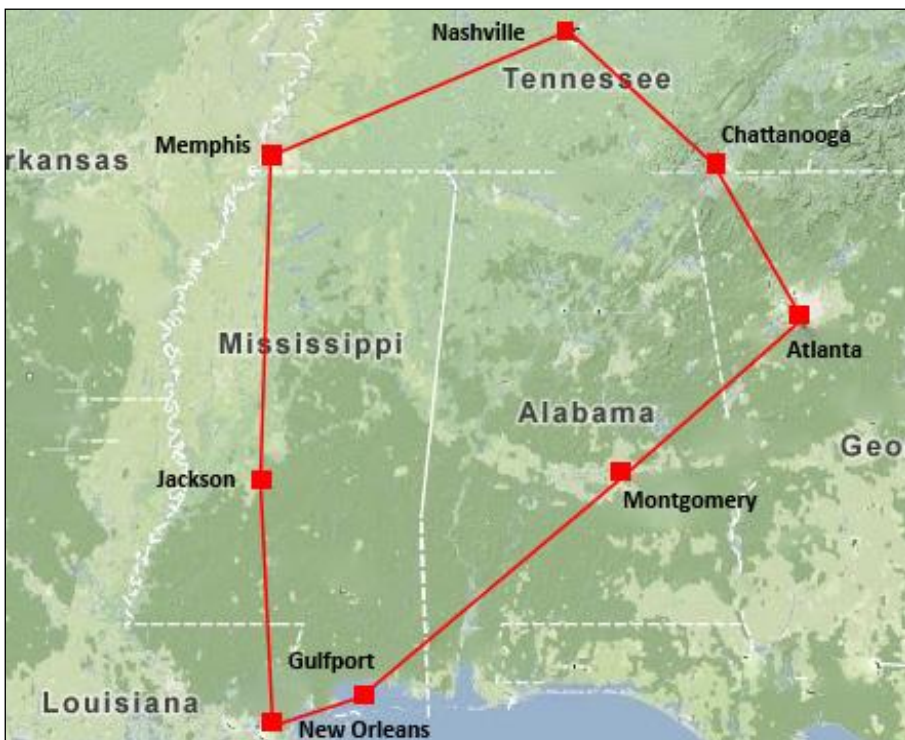 Nashville
Tennessee
Chattanooga
Memphis
rkansas
Mississippi
Atlanta
Alabama
Geo
Jackson
Montgomery
Gulfport
Louisiana
New Orleans